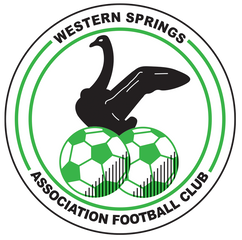 WESTERN SPRINGS
ASSOCIATION FOOTBALL CLUB